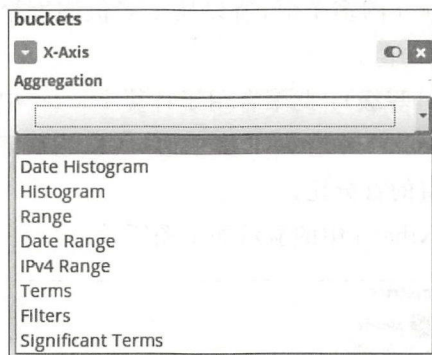 buckets
X-Axis
Aggregation
Date Histogram
Histogram
Range
Date Range
IPv4 Range
Terms
Filters
Significant Terms